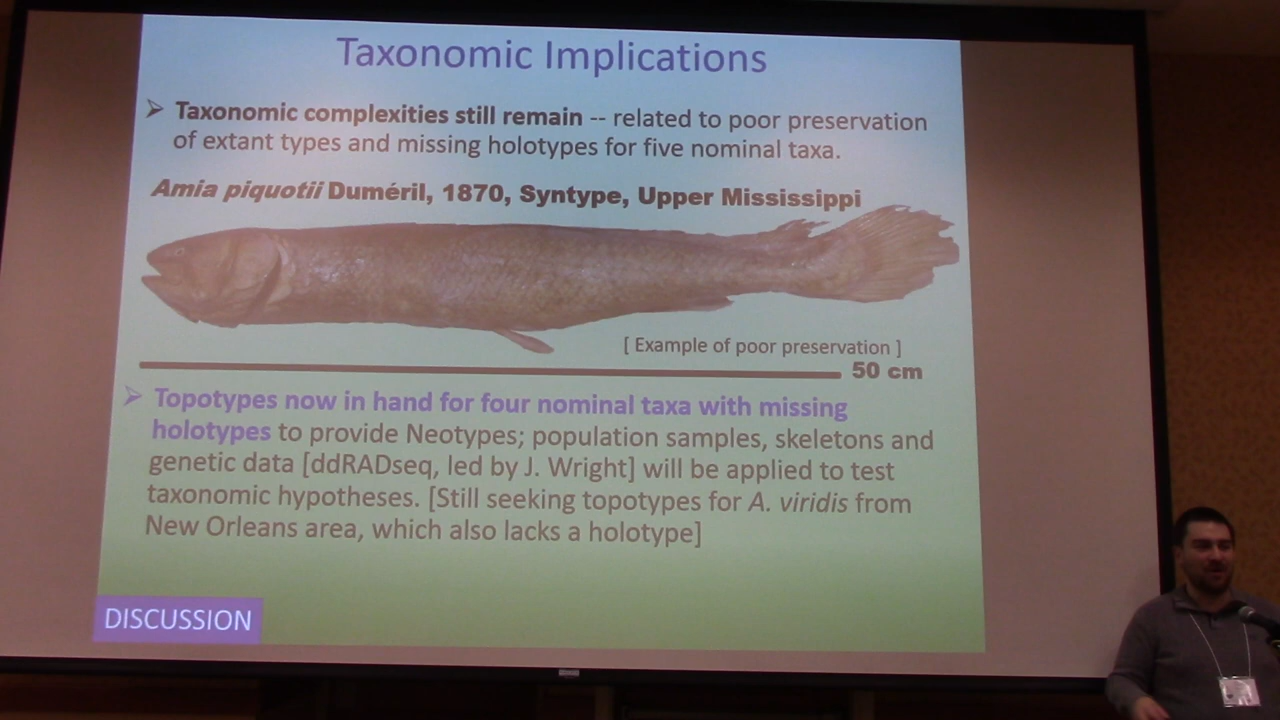 Taxonomic Implications
➢ Taxonomic complexities still remain -- related to poor preservation
of extant types and missing holotypes for five nominal taxa.
Amia piquotii Duméril, 1870, Syntype, Upper Mississippi
[ Example of poor preservation ]
50 cm
➢ Topotypes now in hand for four nominal taxa with missing
holotypes to provide Neotypes; population samples, skeletons and
genetic data [ddRADseq, led by J. Wright] will be applied to test
taxonomic hypotheses. [Still seeking topotypes for A. viridis from
New Orleans area, which also lacks a holotype]
DISCUSSION